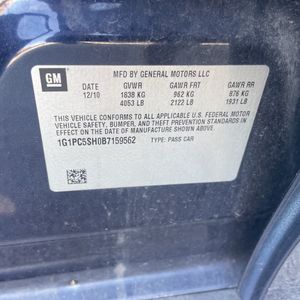 GM
MFD BY GENERAL MOTORS LLC
DATE GVWR GAWR FRT GAWR RR
12/10 1838 KG 962 KG 876 KG
4053 LB 2122 LB 1931 LB
THIS VEHICLE CONFORMS TO ALL APPLICABLE U.S. FEDERAL MOTOR
VEHICLE SAFETY, BUMPER, AND THEFT PREVENTION STANDARDS IN
EFFECT ON THE DATE OF MANUFACTURE SHOWN ABOVE.
1G1PC5SH0B7159562 TYPE: PASS CAR